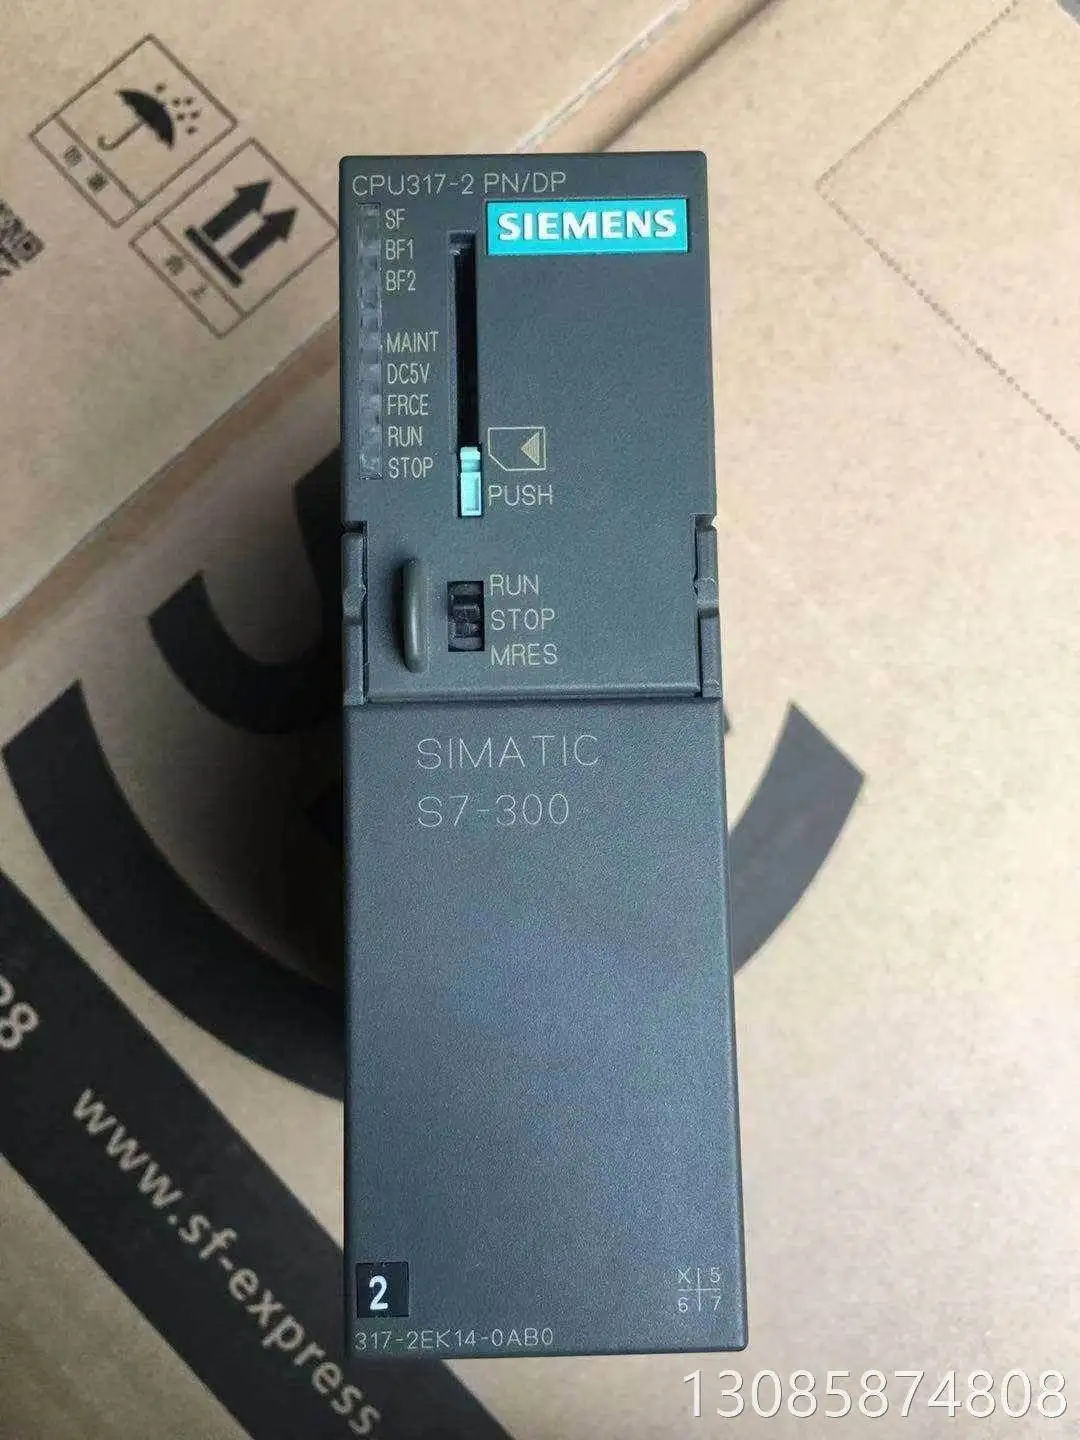 CPU317-2 PN/DP
SIEMENS
SF
BF1
BF2
MAINT
DC5V
FRCE
RUN
STOP
PUSH
RUN
STOP
MRES
SIMATIC
S7-300
2
X 5
6 7
317-2EK14-0AB0
www.sf-express
13085874808